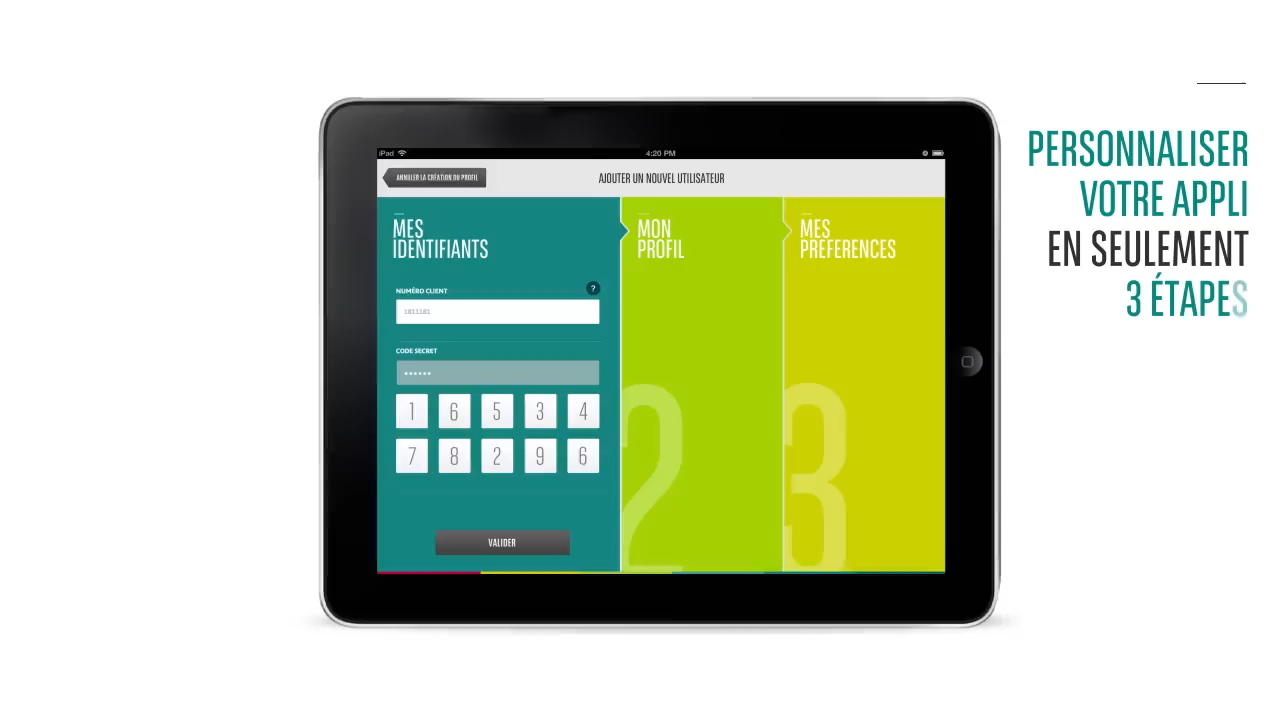 iPad
4:20 PM
ANNULER LA CRÉATION DU PROFIL
AJOUTER UN NOUVEL UTILISATEUR
MES
IDENTIFIANTS
NUMÉRO CLIENT
?
1811181
CODE SECRET
••••••
1 6 5 3 4
7 8 2 9 6
VALIDER
MON
PROFIL
2
MES
PREFERENCES
3
PERSONNALISER
VOTRE APPLI
EN SEULEMENT
3 ÉTAPES